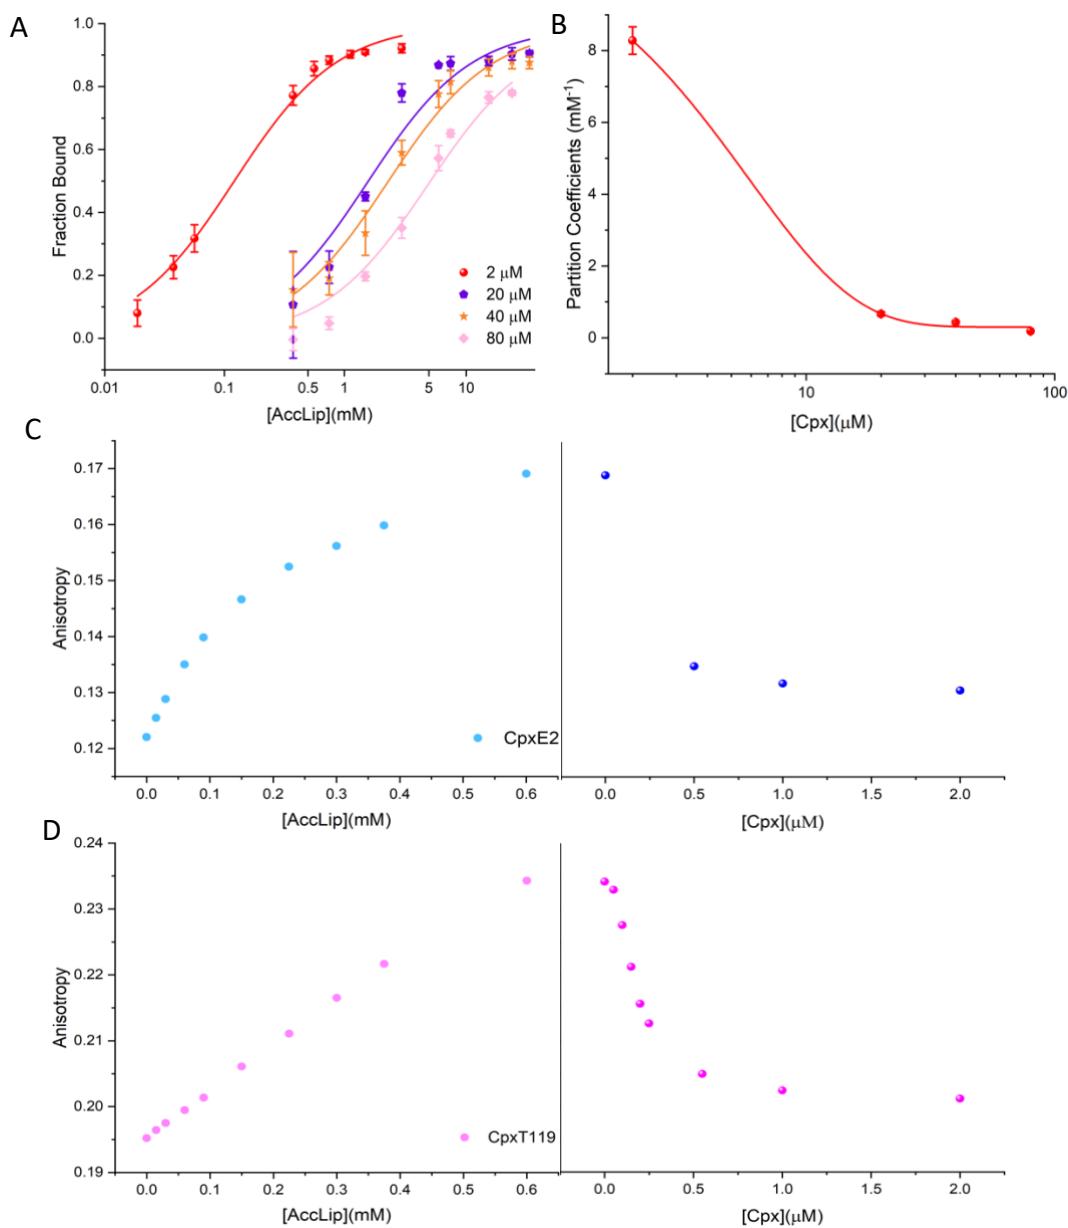 A
1.0
0.8
0.6
0.4
0.2
0.0
Fraction Bound
0.01
0.1
0.5
1
5
10
[AccLip](mM)
2 μM
20 μM
40 μM
80 μM
B
8
6
4
2
0
Partition Coefficients (mM⁻¹)
10
100
[Cpx](μM)
C
0.17
0.16
0.15
0.14
0.13
0.12
Anisotropy
CpxE2
0.0 0.1 0.2 0.3 0.4 0.5 0.6
[AccLip](mM)
0.0 0.5 1.0 1.5 2.0
[Cpx](μM)
D
0.24
0.23
0.22
0.21
0.20
0.19
Anisotropy
CpxT119
0.0 0.1 0.2 0.3 0.4 0.5 0.6
[AccLip](mM)
0.0 0.5 1.0 1.5 2.0
[Cpx](μM)